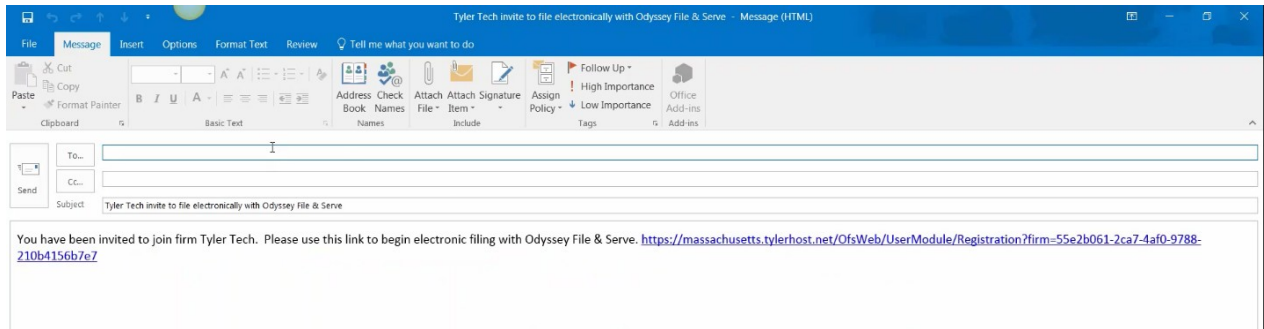 Tyler Tech invite to file electronically with Odyssey File & Serve - Message (HTML)
File Message Insert Options Format Text Review Tell me what you want to do
Paste
Cut
Copy
Format Painter
Clipboard
B I U A
Basic Text
Address Book
Check Names
Names
Attach File
Attach Item
Signature
Include
Assign Policy
Follow Up
High Importance
Low Importance
Tags
Office Add-ins
Add-ins
Send
To...
Cc...
Subject Tyler Tech invite to file electronically with Odyssey File & Serve
You have been invited to join firm Tyler Tech. Please use this link to begin electronic filing with Odyssey File & Serve. https://massachusetts.tylerhost.net/OfsWeb/UserModule/Registration?firm=55e2b061-2ca7-4af0-9788-
210b4156b7e7